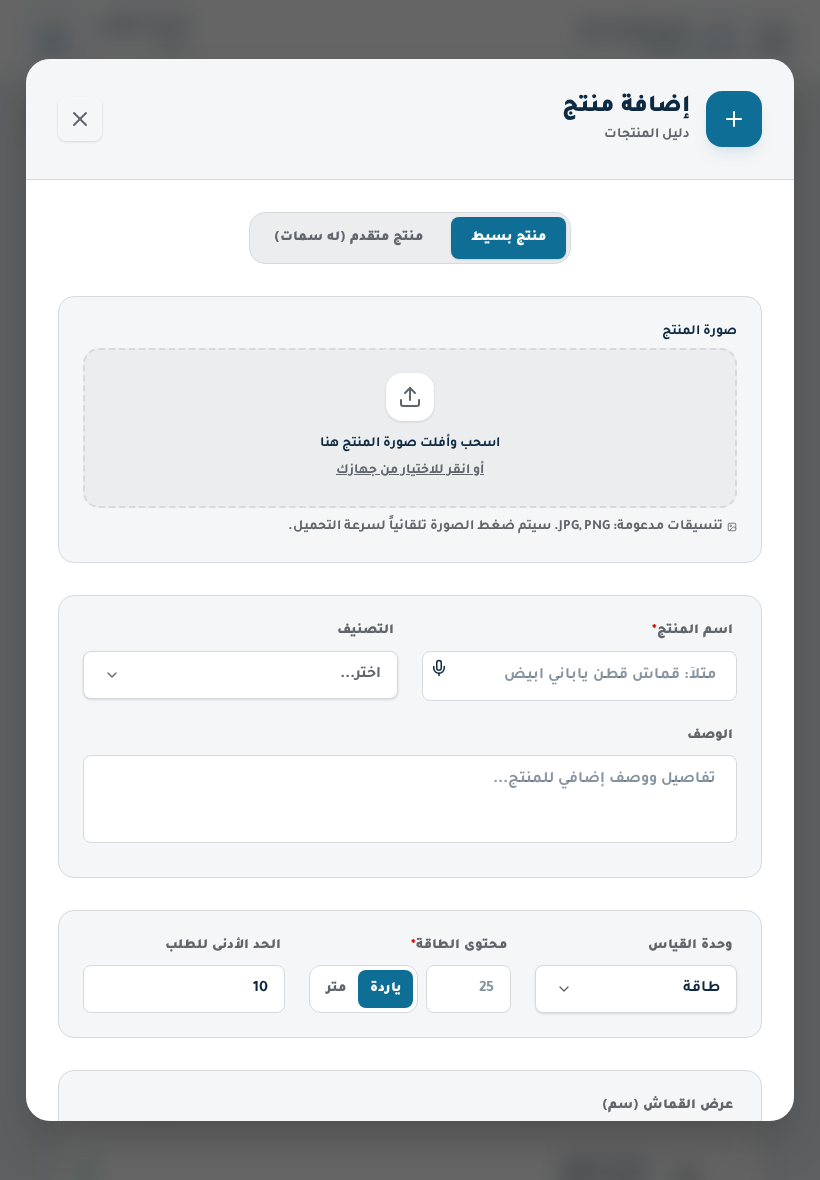 إضافة منتج
دليل المنتجات
منتج بسيط
منتج متقدم (له سمات)
صورة المنتج
اسحب وأفلت صورة المنتج هنا
أو انقر للاختيار من جهازك
تنسيقات مدعومة: JPG, PNG. سيتم ضغط الصورة تلقائياً لسرعة التحميل.
اسم المنتج*
التصنيف
مثلاً: قماش قطن ياباني ابيض
اختر...
الوصف
تفاصيل ووصف إضافي للمنتج...
وحدة القياس
محتوى الطاقة*
الحد الأدنى للطلب
طاقة
25
ياردة
متر
10
عرض القماش (سم)